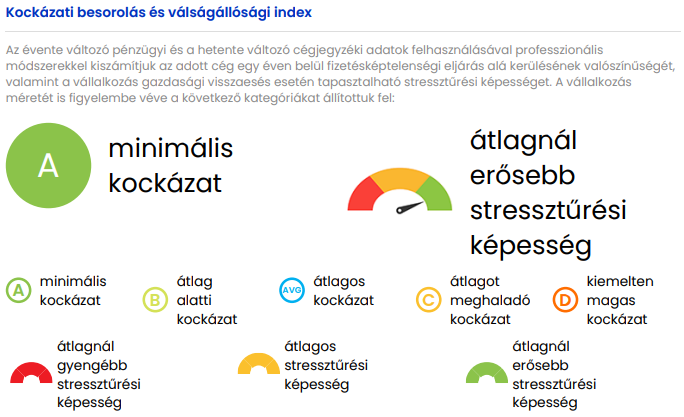 Kockázati besorolás és válságállósági index
Az évente változó pénzügyi és a hetente változó cégjegyzéki adatok felhasználásával professzionális
módszerekkel kiszámítjuk az adott cég egy éven belül fizetésképtelenségi eljárás alá kerülésének valószínűségét,
valamint a vállalkozás gazdasági visszaesés esetén tapasztalható stressztűrési képességet. A vállalkozás
méretét is figyelembe véve a következő kategóriákat állítottuk fel:
A
minimális
kockázat
átlagnál
erősebb
stressztűrési
képesség
A
minimális
kockázat
B
átlag
alatti
kockázat
AVG
átlagos
kockázat
C
átlagot
meghaladó
kockázat
D
kiemelten
magas
kockázat
átlagnál
gyengébb
stressztűrési
képesség
átlagos
stressztűrési
képesség
átlagnál
erősebb
stressztűrési
képesség